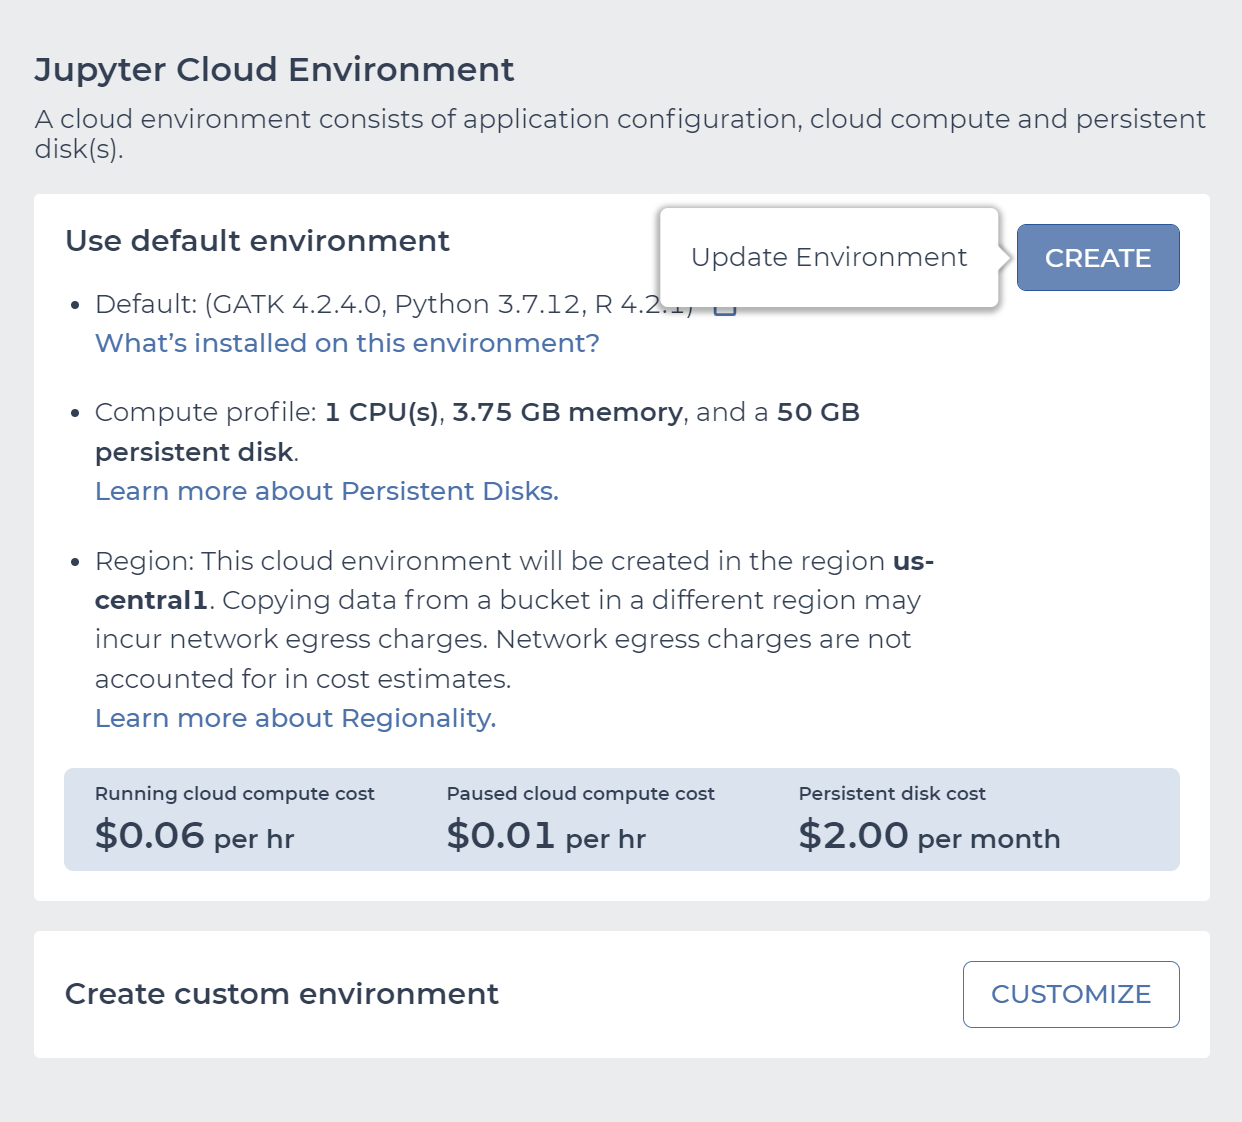 Jupyter Cloud Environment
A cloud environment consists of application configuration, cloud compute and persistent
disk(s).
Use default environment
Update Environment
CREATE
• Default: (GATK 4.2.4.0, Python 3.7.12, R 4.2.1)
What’s installed on this environment?
• Compute profile: 1 CPU(s), 3.75 GB memory, and a 50 GB
persistent disk.
Learn more about Persistent Disks.
• Region: This cloud environment will be created in the region us-
central1. Copying data from a bucket in a different region may
incur network egress charges. Network egress charges are not
accounted for in cost estimates.
Learn more about Regionality.
Running cloud compute cost
$0.06 per hr
Paused cloud compute cost
$0.01 per hr
Persistent disk cost
$2.00 per month
Create custom environment
CUSTOMIZE